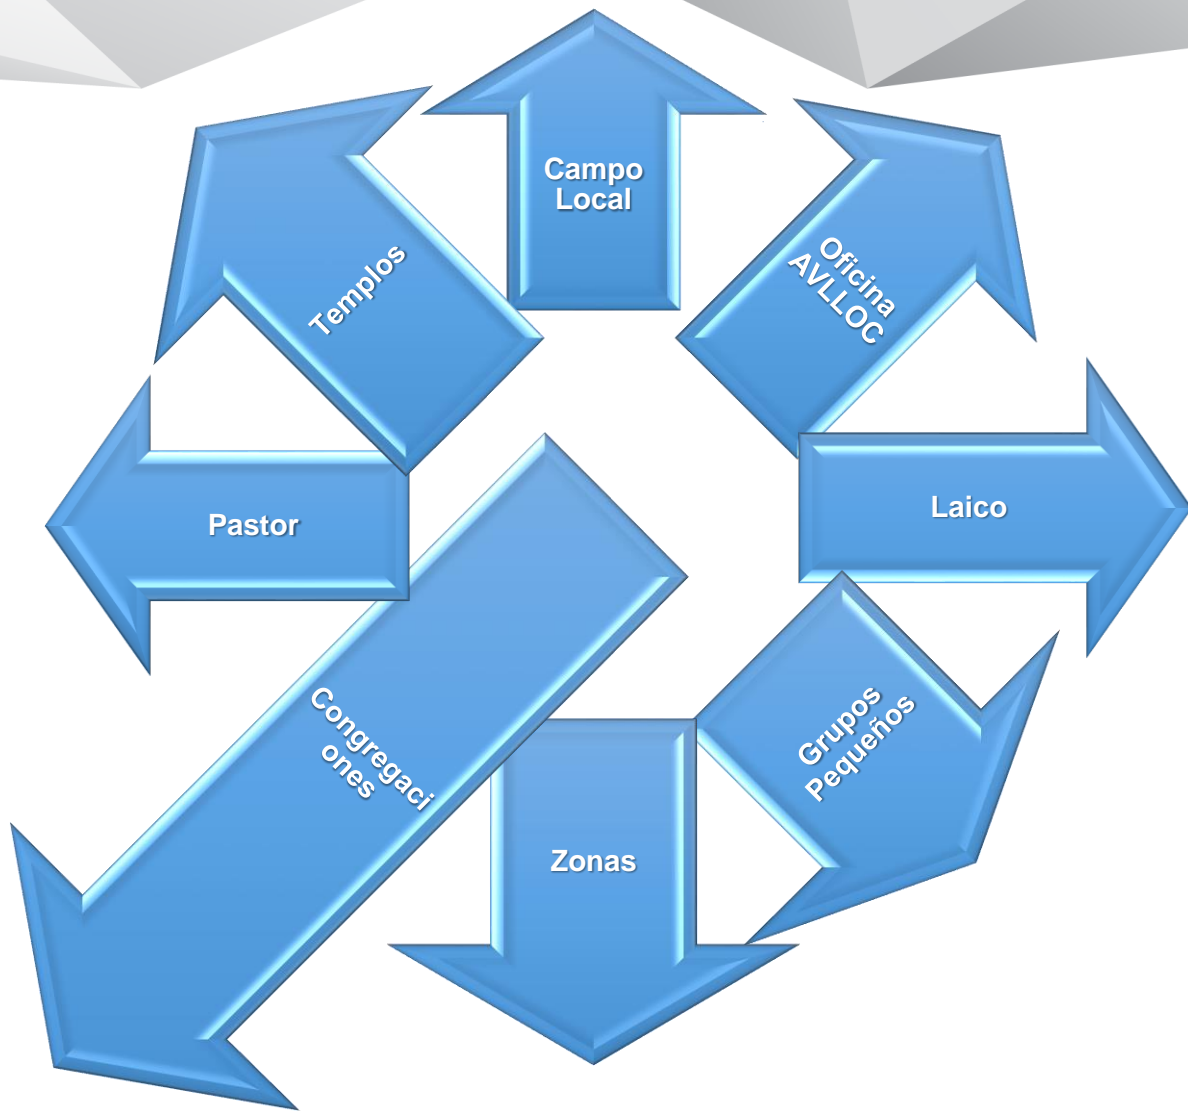 Campo
Local
Oficina
AVLLOC
Laico
Grupos
Pequeños
Zonas
Congregaci
ones
Pastor
Templos